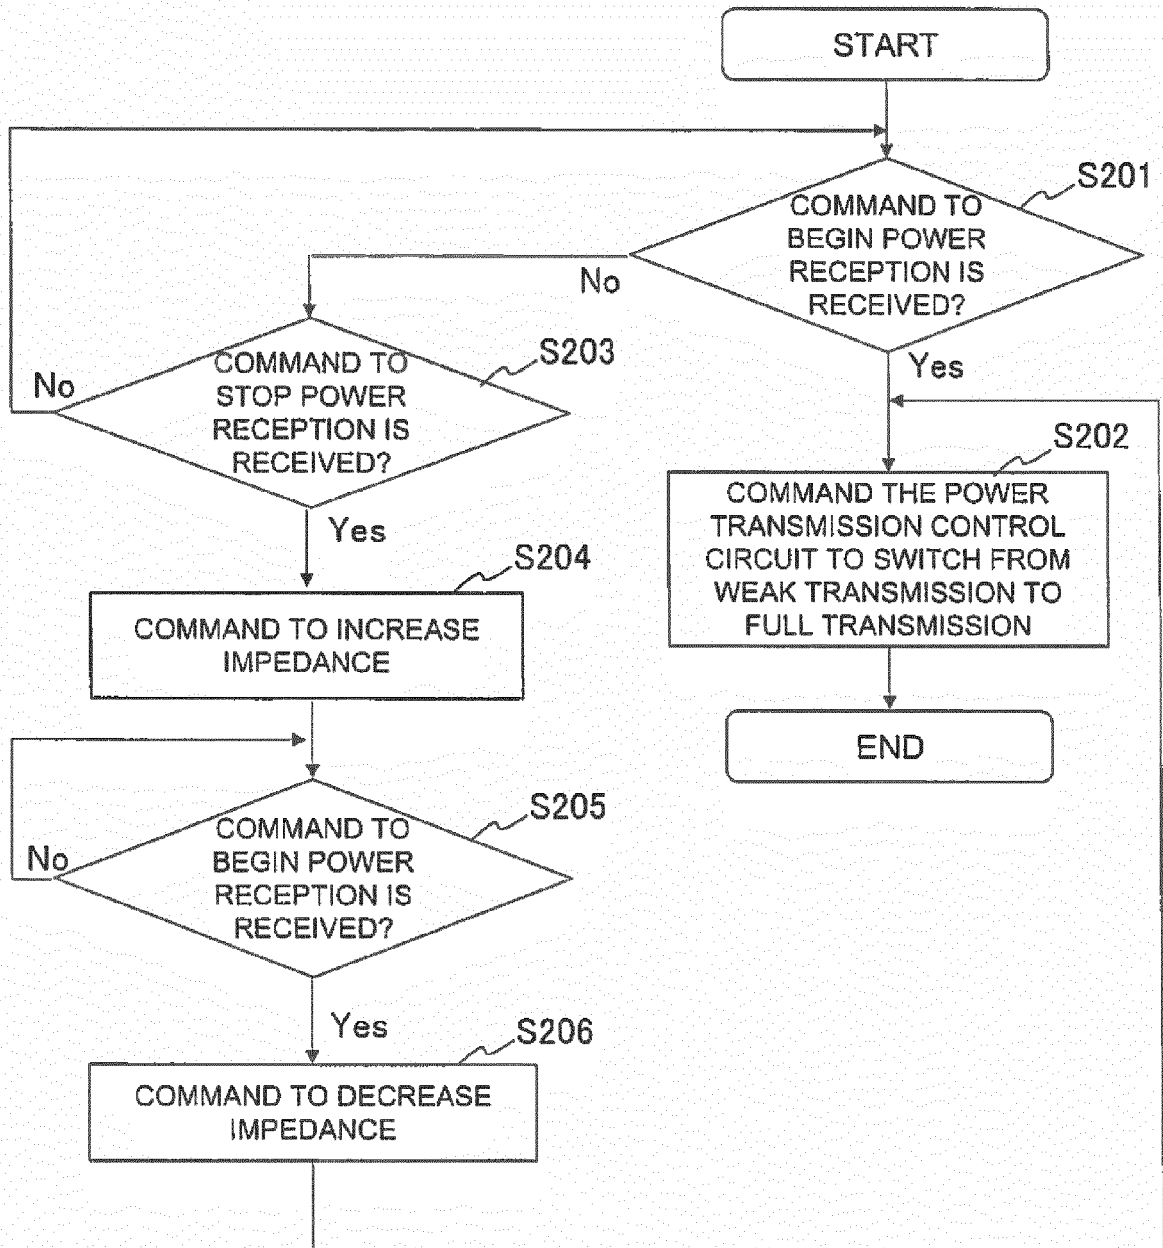 START
S201
COMMAND TO
BEGIN POWER
RECEPTION IS
RECEIVED?
No
Yes
S203
COMMAND TO
STOP POWER
RECEPTION IS
RECEIVED?
No
Yes
S202
COMMAND THE POWER
TRANSMISSION CONTROL
CIRCUIT TO SWITCH FROM
WEAK TRANSMISSION TO
FULL TRANSMISSION
END
S204
COMMAND TO INCREASE
IMPEDANCE
S205
COMMAND TO
BEGIN POWER
RECEPTION IS
RECEIVED?
No
Yes
S206
COMMAND TO DECREASE
IMPEDANCE